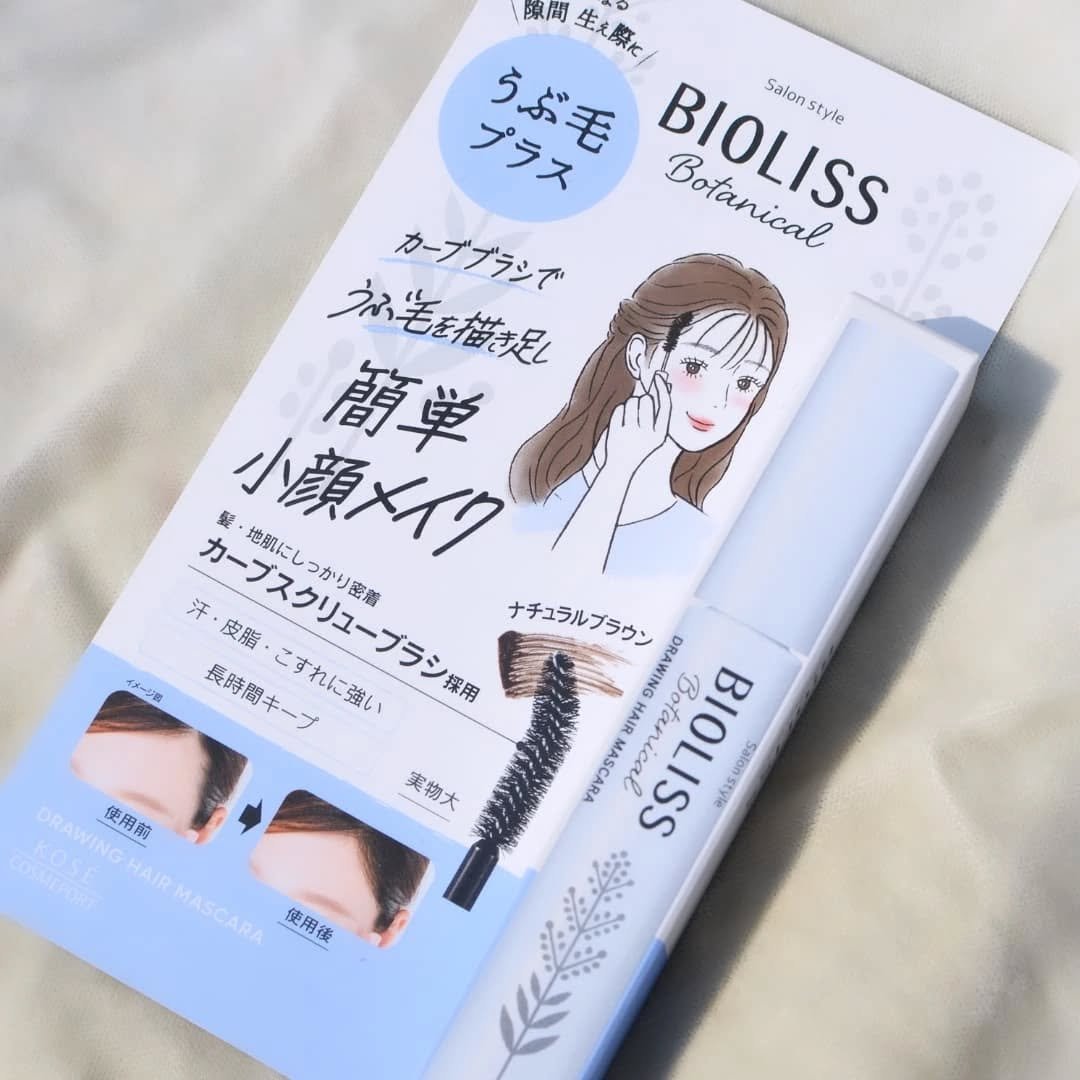 隙間 生え際に
うぶ毛
プラス
Salon style
BIOLISS
Botanical
カーブブラシで
うぶ毛を描き足し
簡単
小顔メイク
髪・地肌にしっかり密着
カーブスクリューブラシ採用
汗・皮脂・こすれに強い
長時間キープ
ナチュラルブラウン
実物大
イメージ図
使用前
使用後
DRAWING HAIR MASCARA
KOSÉ
COSMEPORT
Salon style
BIOLISS
Botanical
DRAWING HAIR MASCARA